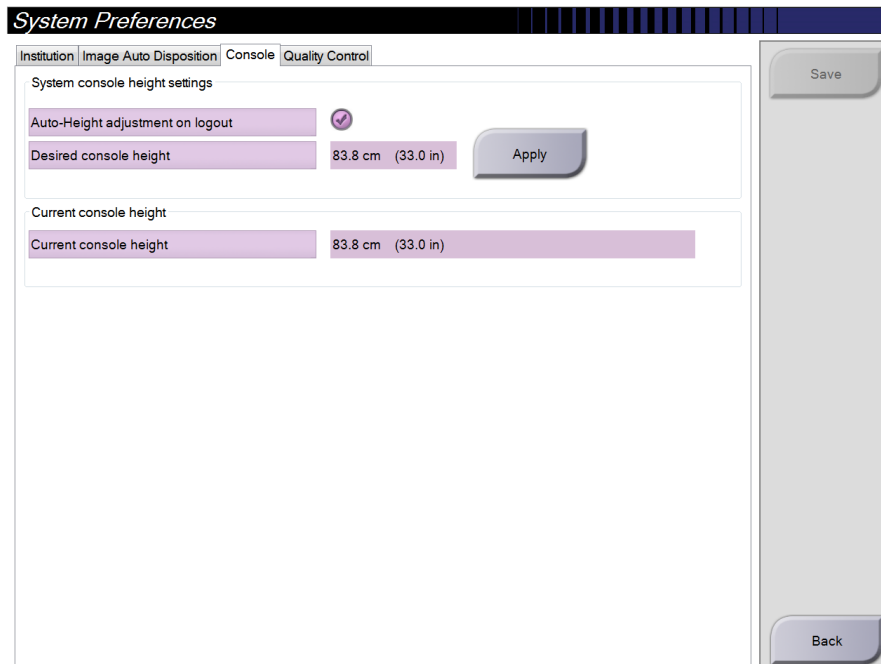 System Preferences
Institution Image Auto Disposition Console Quality Control
Save
System console height settings
Auto-Height adjustment on logout
Desired console height 83.8 cm (33.0 in) Apply
Current console height
Current console height 83.8 cm (33.0 in)
Back